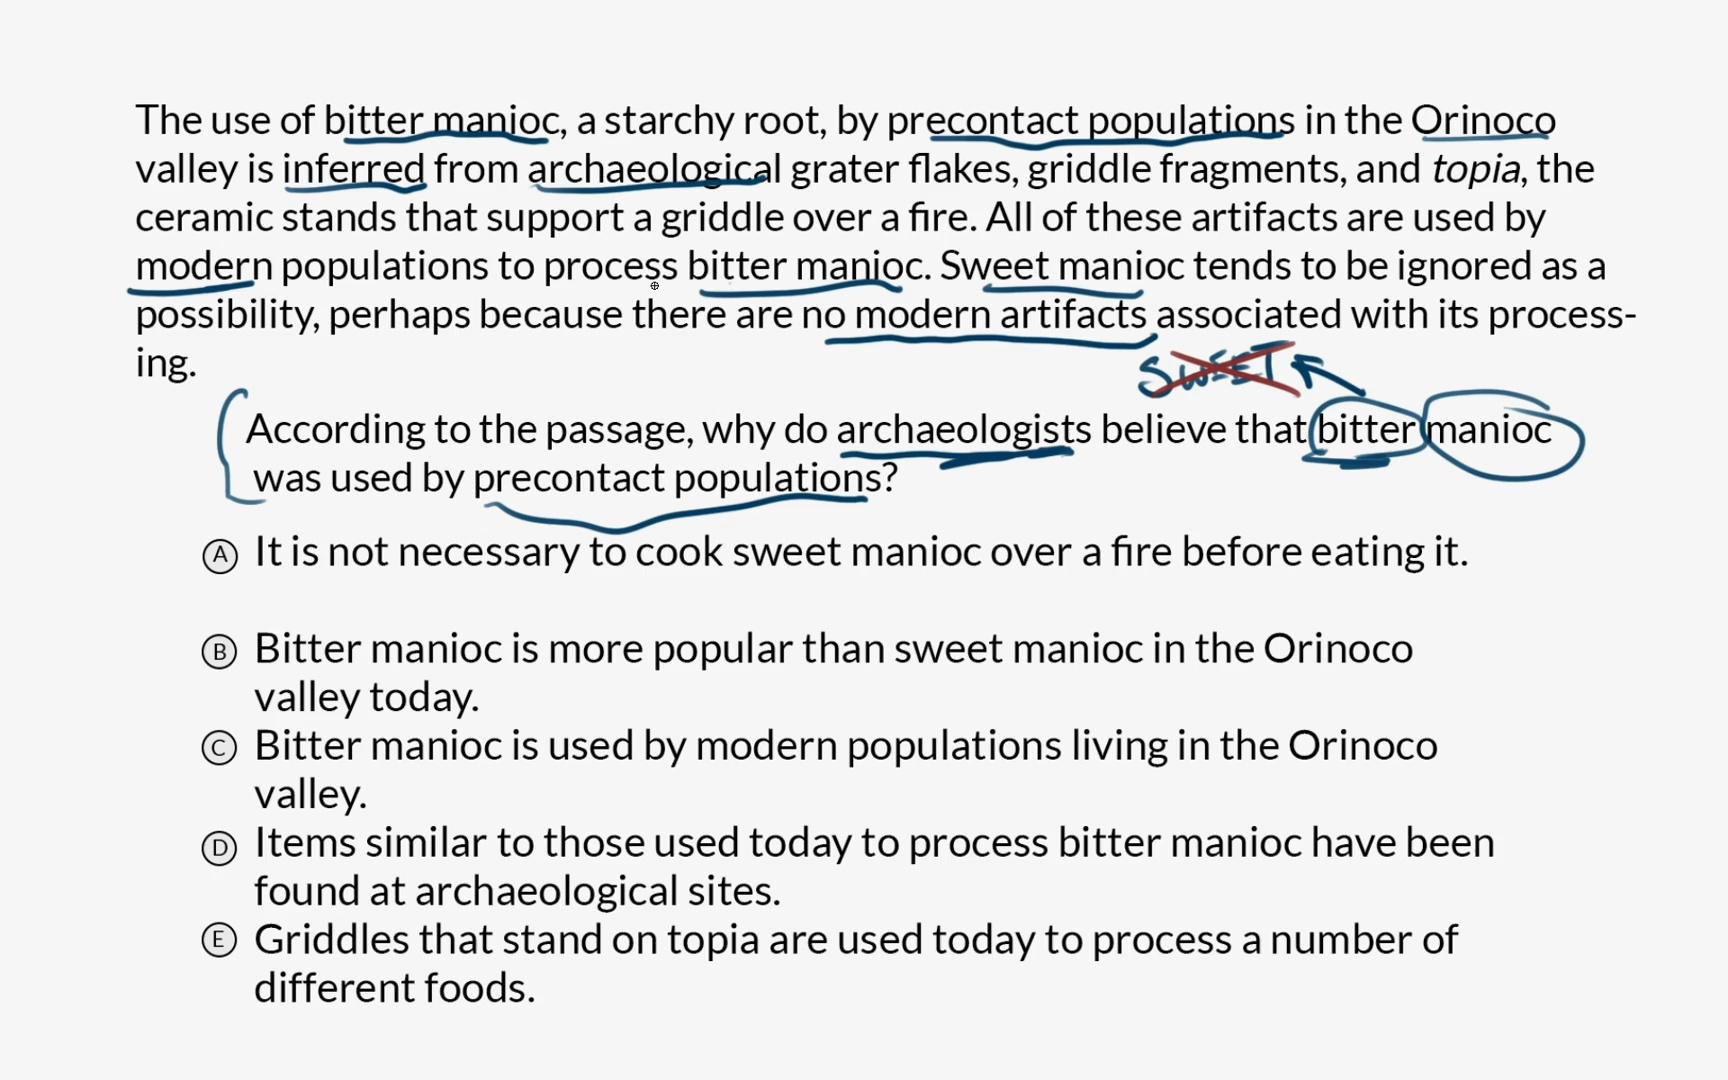 The use of bitter manioc, a starchy root, by precontact populations in the Orinoco
valley is inferred from archaeological grater flakes, griddle fragments, and topia, the
ceramic stands that support a griddle over a fire. All of these artifacts are used by
modern populations to process bitter manioc. Sweet manioc tends to be ignored as a
possibility, perhaps because there are no modern artifacts associated with its process-
ing.
SWEET
According to the passage, why do archaeologists believe that bitter manioc
was used by precontact populations?
A It is not necessary to cook sweet manioc over a fire before eating it.
B Bitter manioc is more popular than sweet manioc in the Orinoco
valley today.
C Bitter manioc is used by modern populations living in the Orinoco
valley.
D Items similar to those used today to process bitter manioc have been
found at archaeological sites.
E Griddles that stand on topia are used today to process a number of
different foods.